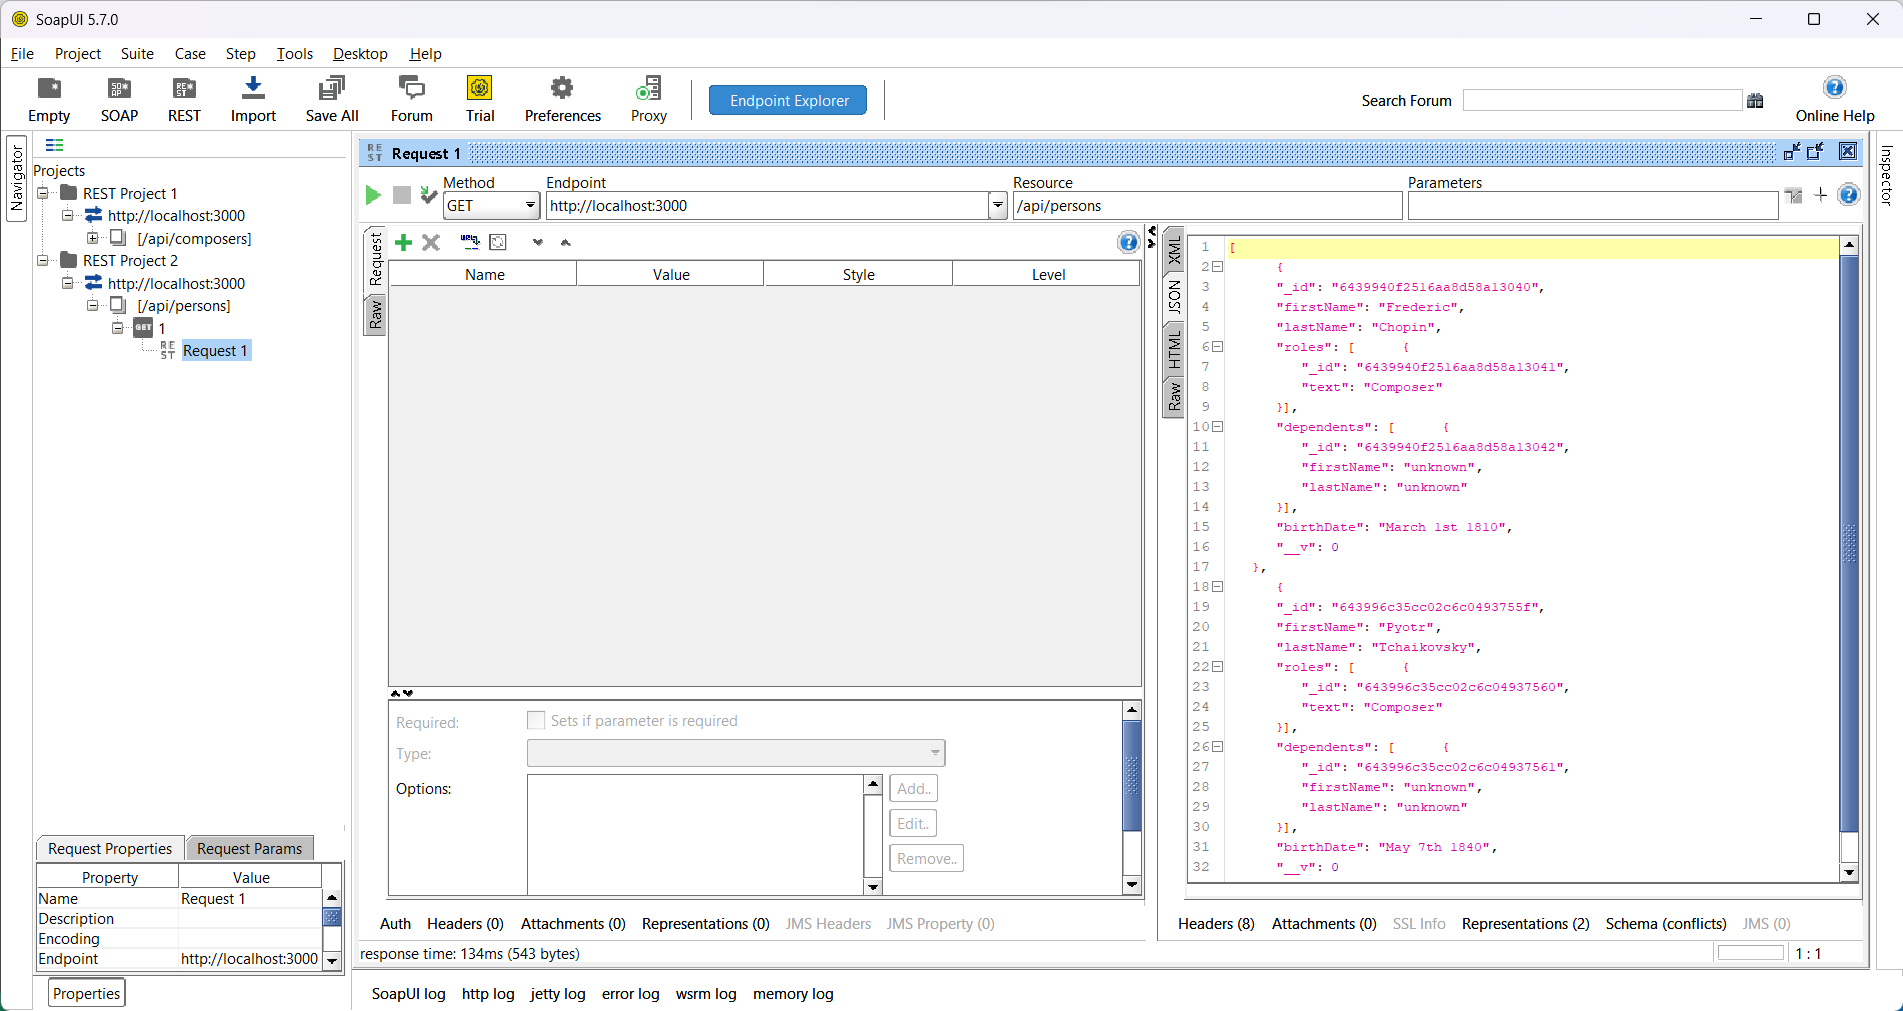 SoapUI 5.7.0
File Project Suite Case Step Tools Desktop Help
Empty SOAP REST Import Save All Forum Trial Preferences Proxy Endpoint Explorer Search Forum Online Help
Navigator
Projects
REST Project 1
http://localhost:3000
[/api/composers]
REST Project 2
http://localhost:3000
[/api/persons]
GET 1
REST Request 1
Request Properties Request Params
Property Value
Name Request 1
Description
Encoding
Endpoint http://localhost:3000
Properties
REST Request 1
Method Endpoint Resource Parameters
GET http://localhost:3000 /api/persons
Request
Raw
Name Value Style Level
Required: Sets if parameter is required
Type:
Options: Add..
Edit..
Remove..
Auth Headers (0) Attachments (0) Representations (0) JMS Headers JMS Property (0)
XML
JSON
HTML
Raw
1 [
2 {
3 "_id": "6439940f2516aa8d58a13040",
4 "firstName": "Frederic",
5 "lastName": "Chopin",
6 "roles": [ {
7 "_id": "6439940f2516aa8d58a13041",
8 "text": "Composer"
9 }],
10 "dependents": [ {
11 "_id": "6439940f2516aa8d58a13042",
12 "firstName": "unknown",
13 "lastName": "unknown"
14 }],
15 "birthDate": "March 1st 1810",
16 "__v": 0
17 },
18 {
19 "_id": "643996c35cc02c6c0493755f",
20 "firstName": "Pyotr",
21 "lastName": "Tchaikovsky",
22 "roles": [ {
23 "_id": "643996c35cc02c6c04937560",
24 "text": "Composer"
25 }],
26 "dependents": [ {
27 "_id": "643996c35cc02c6c04937561",
28 "firstName": "unknown",
29 "lastName": "unknown"
30 }],
31 "birthDate": "May 7th 1840",
32 "__v": 0
Headers (8) Attachments (0) SSL Info Representations (2) Schema (conflicts) JMS (0)
response time: 134ms (543 bytes) 1 : 1
Inspector
SoapUI log http log jetty log error log wsrm log memory log